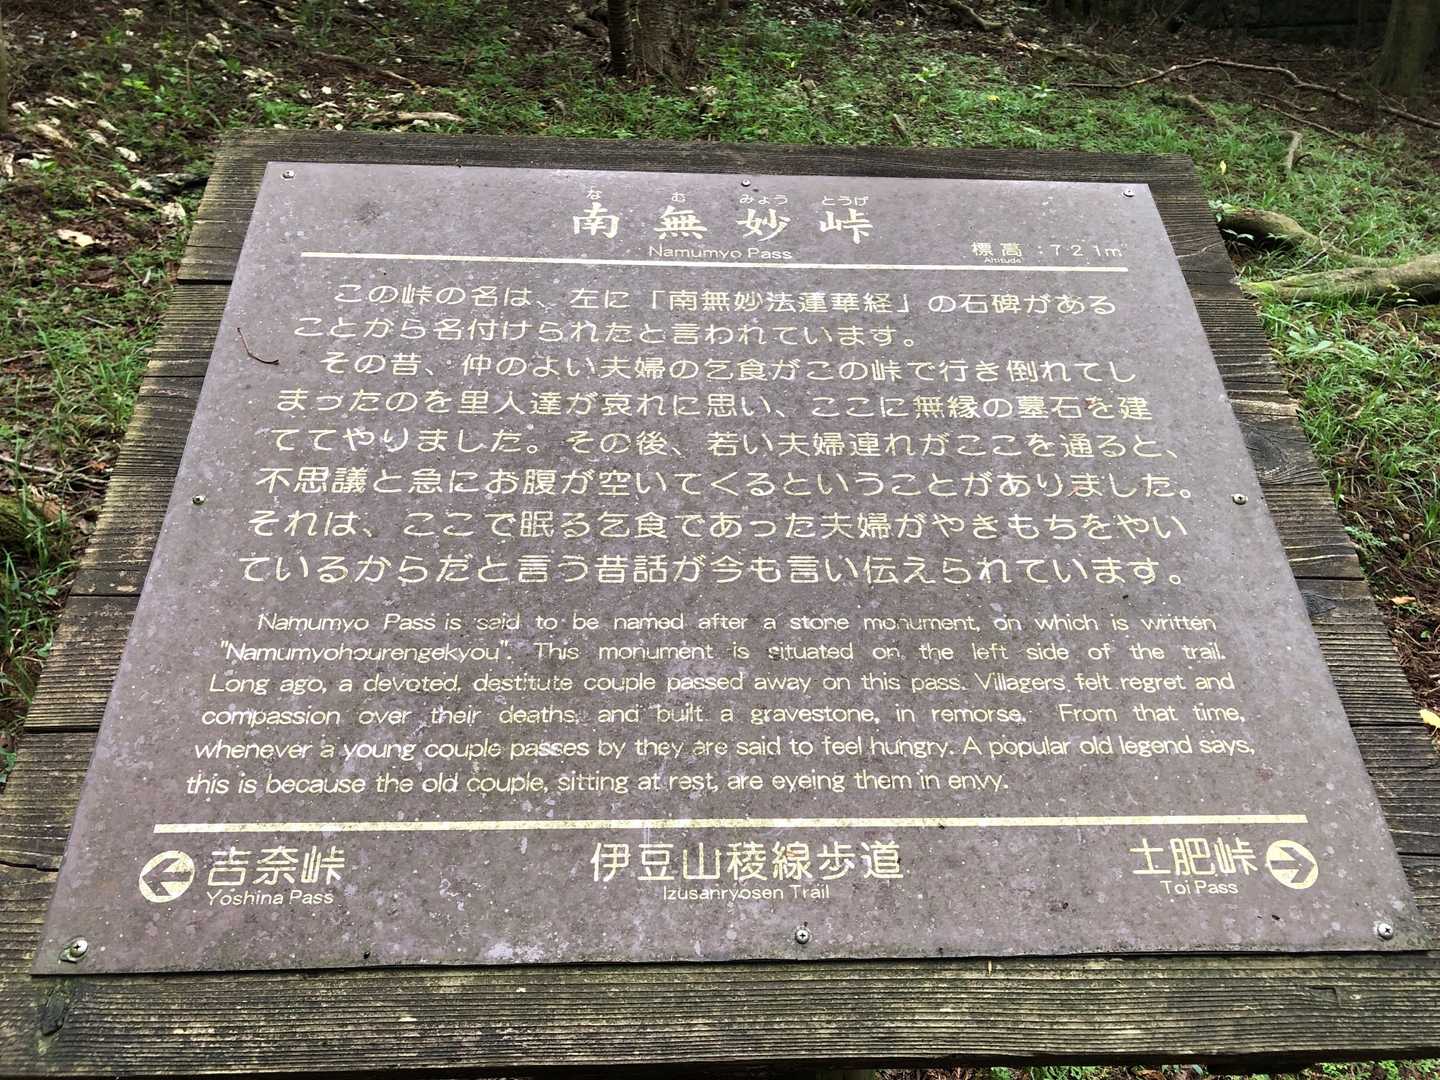 な む みょう とうげ
南無妙峠
Namumyo Pass
標高：721m
Altitude
この峠の名は、左に「南無妙法蓮華経」の石碑がある
ことから名付けられたと言われています。
その昔、仲のよい夫婦の乞食がこの峠で行き倒れてし
まったのを里人達が哀れに思い、ここに無縁の墓石を建
ててやりました。その後、若い夫婦連れがここを通ると、
不思議と急にお腹が空いてくるということがありました。
それは、ここで眠る乞食であった夫婦がやきもちをやい
ているからだと言う昔話が今も言い伝えられています。
Namumyo Pass is said to be named after a stone monument, on which is written
"Namumyohourengekyou". This monument is situated on the left side of the trail.
Long ago, a devoted, destitute couple passed away on this pass. Villagers felt regret and
compassion over their deaths, and built a gravestone, in remorse. From that time,
whenever a young couple passes by they are said to feel hungry. A popular old legend says,
this is because the old couple, sitting at rest, are eyeing them in envy.
吉奈峠
Yoshina Pass
伊豆山稜線歩道
Izusanryosen Trail
土肥峠
Toi Pass